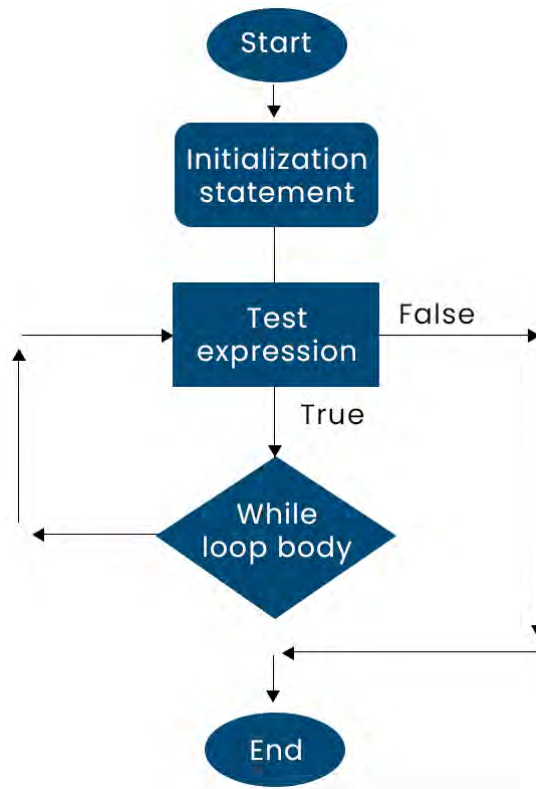 Start
Initialization
statement
Test
expression
False
True
While
loop body
End